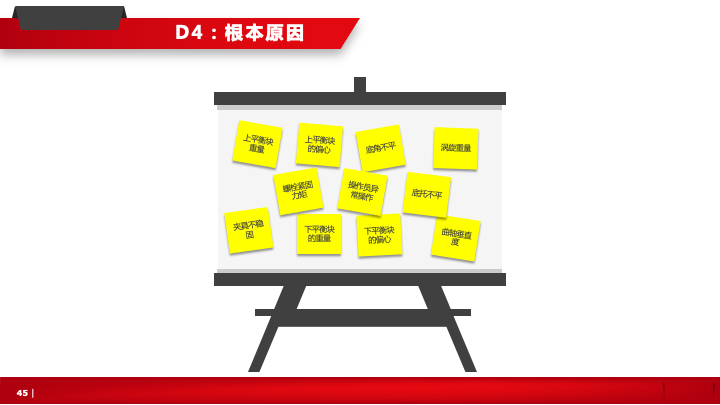 D4：根本原因
上平衡块
重量
上平衡块
的偏心
底角不平
涡旋重量
螺栓紧固
力矩
操作员异
常操作
底托不平
夹具不稳
固
下平衡块
的重量
下平衡块
的偏心
曲轴垂直
度
45 |